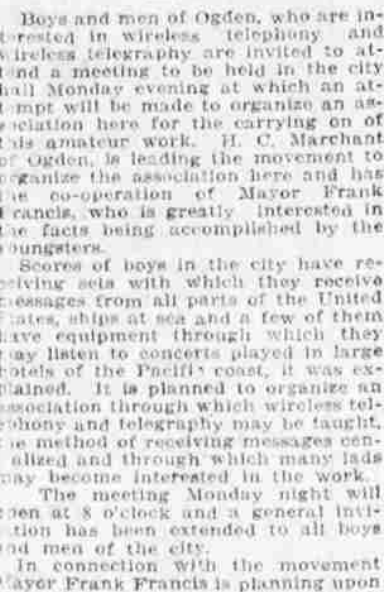 Boys and men of Ogden, who are in-
t rested in wireless telephony and
wireless telegraphy are invited to at-
t nd a meeting to be held in the city
hall Monday evening at which an at-
t mpt will be made to organize an as-
s ciation here for the carrying on of
this amateur work. H. C. Marchant
of Ogden, is leading the movement to
organize the association here and has
the co-operation of Mayor Frank
Francis, who is greatly interested in
the facts being accomplished by the
youngsters.
Scores of boys in the city have re-
ceiving sets with which they receive
messages from all parts of the United
States, ships at sea and a few of them
have equipment through which they
may listen to concerts played in large
hotels of the Pacific coast, it was ex-
plained. It is planned to organize an
association through which wireless tel-
ephony and telegraphy may be taught,
the method of receiving messages cen-
t alized and through which many lads
may become interested in the work.
The meeting Monday night will
open at 8 o'clock and a general invi-
tation has been extended to all boys
and men of the city.
In connection with the movement
Mayor Frank Francis is planning upon